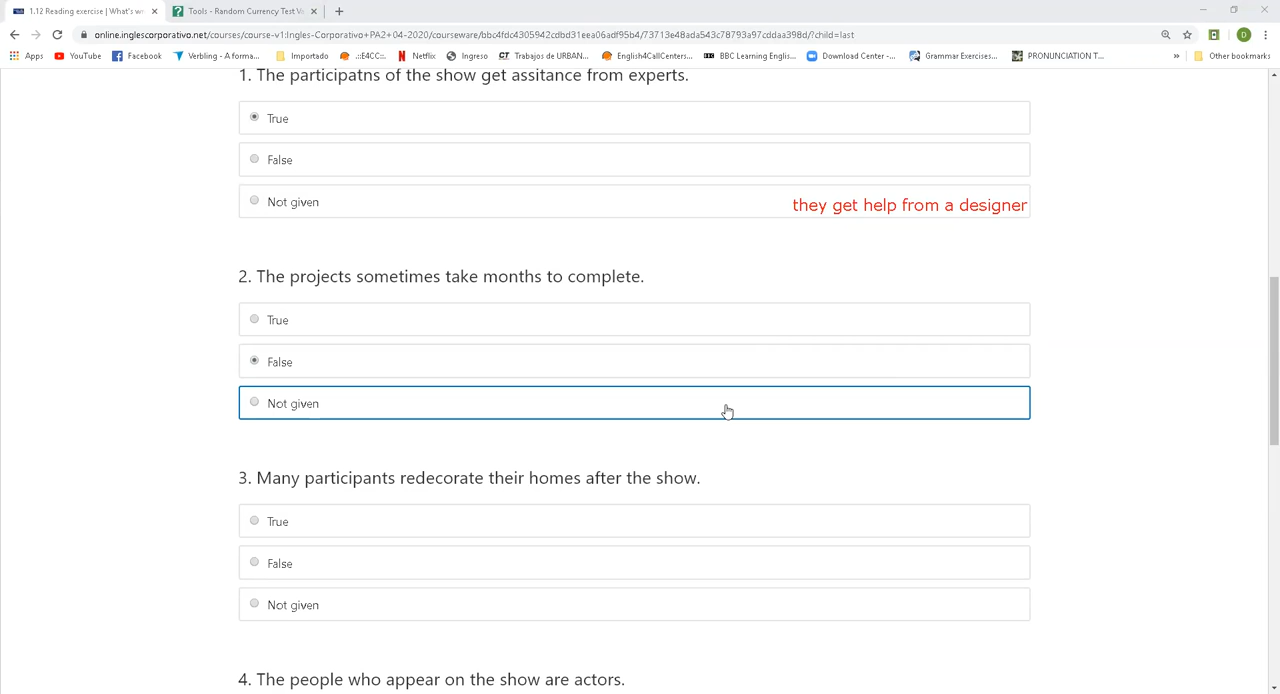 1.12 Reading exercise | What's wr
Tools - Random Currency Test Va
online.inglescorporativo.net/courses/course-v1:Ingles-Corporativo+PA2+04-2020/courseware/bbc4fdc4305942cdbd31eea06adf95b4/73713e48ada543c78793a97cddaa398d/?child=last
D
Apps
YouTube
Facebook
Verbling - A forma...
Importado
.::E4CC::.
Netflix
Ingrea
Trabajos de URBAN...
English4CallCenters...
BBC Learning Englis...
Download Center -...
Grammar Exercises...
PRONUNCIATION T...
»
Other bookmarks
1. The participatns of the show get assitance from experts.
True
False
Not given
they get help from a designer
2. The projects sometimes take months to complete.
True
False
Not given
3. Many participants redecorate their homes after the show.
True
False
Not given
4. The people who appear on the show are actors.